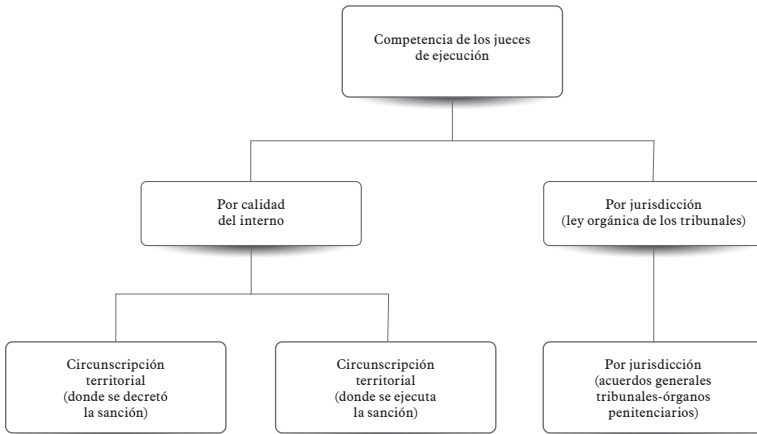 Competencia de los jueces
de ejecución
Por calidad
del interno
Por jurisdicción
(ley orgánica de los tribunales)
Circunscripción
territorial
(donde se decretó
la sanción)
Circunscripción
territorial
(donde se ejecuta
la sanción)
Por jurisdicción
(acuerdos generales
tribunales-órganos
penitenciarios)